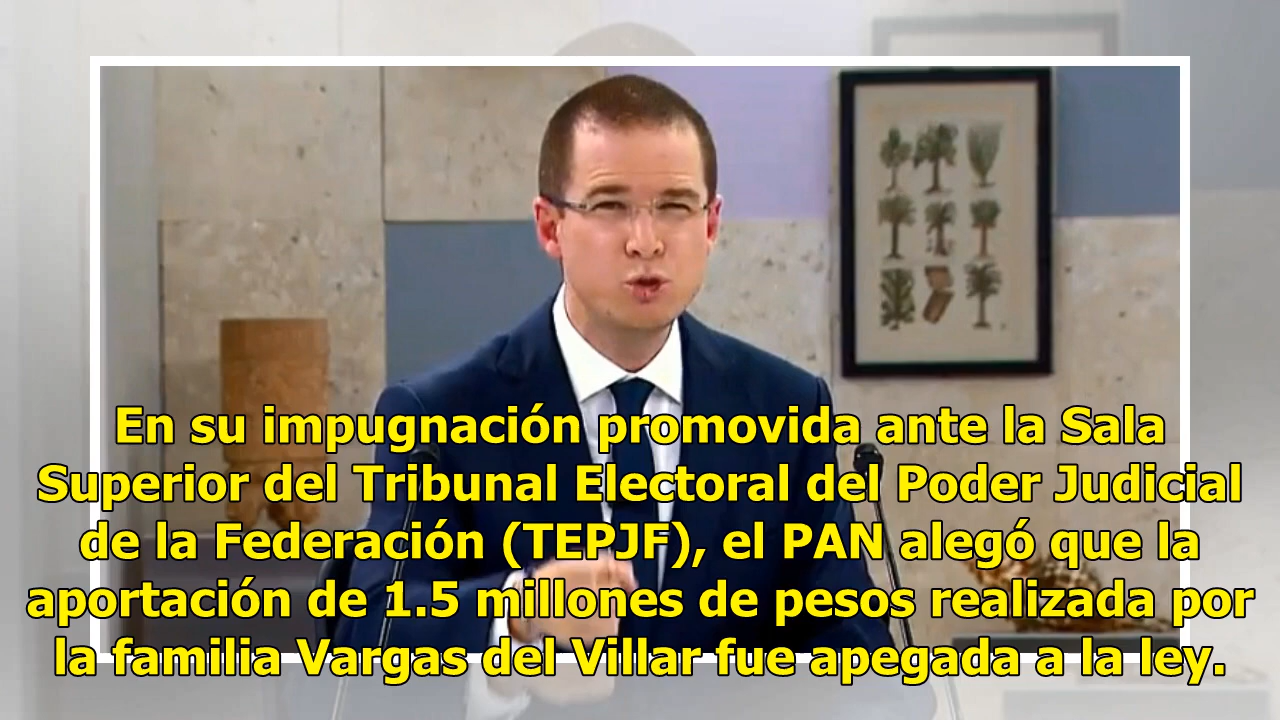 En su impugnación promovida ante la Sala
Superior del Tribunal Electoral del Poder Judicial
de la Federación (TEPJF), el PAN alegó que la
aportación de 1.5 millones de pesos realizada por
la familia Vargas del Villar fue apegada a la ley.